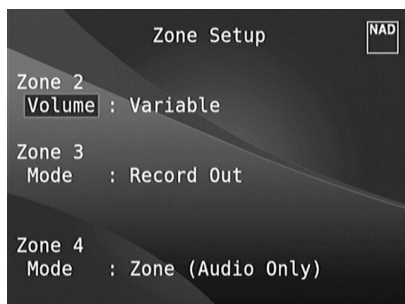 Zone Setup
NAD
Zone 2
Volume : Variable
Zone 3
Mode : Record Out
Zone 4
Mode : Zone (Audio Only)